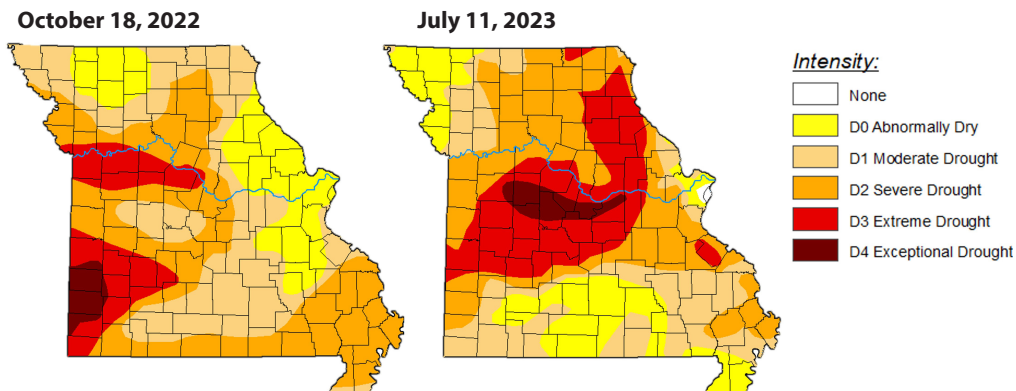 October 18, 2022
July 11, 2023
Intensity:
None
D0 Abnormally Dry
D1 Moderate Drought
D2 Severe Drought
D3 Extreme Drought
D4 Exceptional Drought